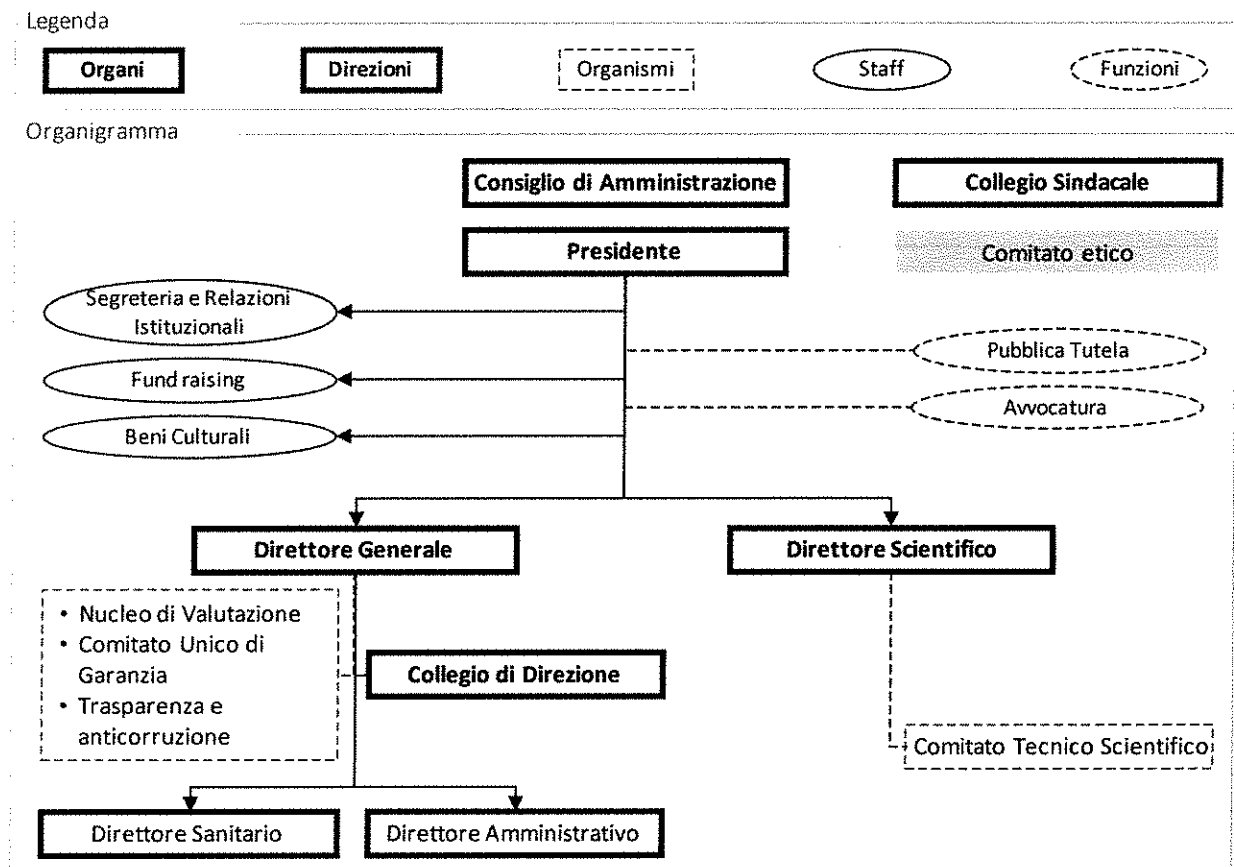 Legenda
Organi
Direzioni
Organismi
Staff
Funzioni
Organigramma
Consiglio di Amministrazione
Collegio Sindacale
Presidente
Comitato etico
Segreteria e Relazioni
Istituzionali
Pubblica Tutela
Fund raising
Avvocatura
Beni Culturali
Direttore Generale
Direttore Scientifico
• Nucleo di Valutazione
• Comitato Unico di
Garanzia
• Trasparenza e
anticorruzione
Collegio di Direzione
Comitato Tecnico Scientifico
Direttore Sanitario
Direttore Amministrativo